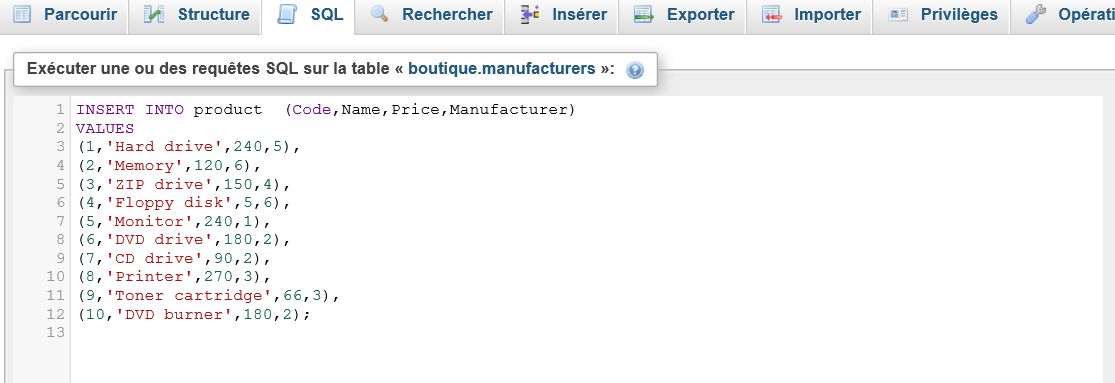 Parcourir Structure SQL Rechercher Insérer Exporter Importer Privilèges Opérati
Exécuter une ou des requêtes SQL sur la table « boutique.manufacturers »:
1 INSERT INTO product  (Code,Name,Price,Manufacturer)
2 VALUES
3 (1,'Hard drive',240,5),
4 (2,'Memory',120,6),
5 (3,'ZIP drive',150,4),
6 (4,'Floppy disk',5,6),
7 (5,'Monitor',240,1),
8 (6,'DVD drive',180,2),
9 (7,'CD drive',90,2),
10 (8,'Printer',270,3),
11 (9,'Toner cartridge',66,3),
12 (10,'DVD burner',180,2);
13